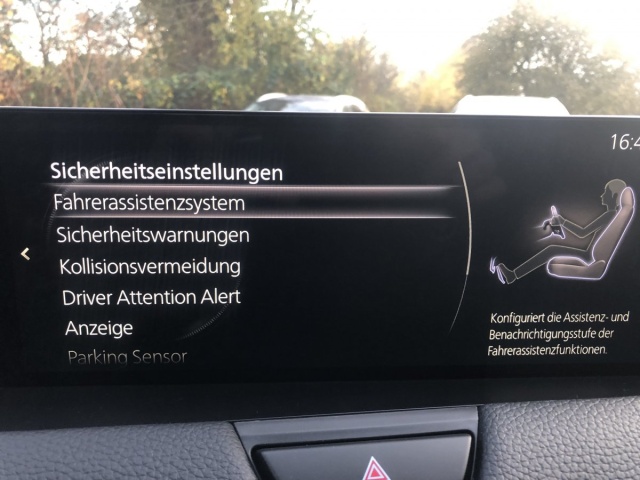 16:4
Sicherheitseinstellungen
Fahrerassistenzsystem
Sicherheitswarnungen
Kollisionsvermeidung
Driver Attention Alert
Anzeige
Parking Sensor
Konfiguriert die Assistenz- und
Benachrichtigungsstufe der
Fahrerassistenzfunktionen.